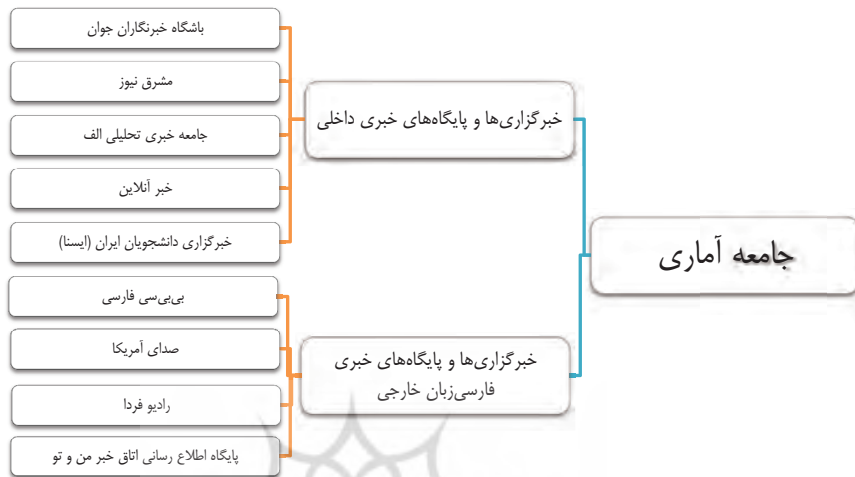 جامعه آماری
خبرگزاری‌ها و پایگاه‌های خبری داخلی
باشگاه خبرنگاران جوان
مشرق نیوز
جامعه خبری تحلیلی الف
خبر آنلاین
خبرگزاری دانشجویان ایران (ایسنا)
خبرگزاری‌ها و پایگاه‌های خبری
فارسی‌زبان خارجی
بی‌بی‌سی فارسی
صدای آمریکا
رادیو فردا
پایگاه اطلاع رسانی اتاق خبر من و تو